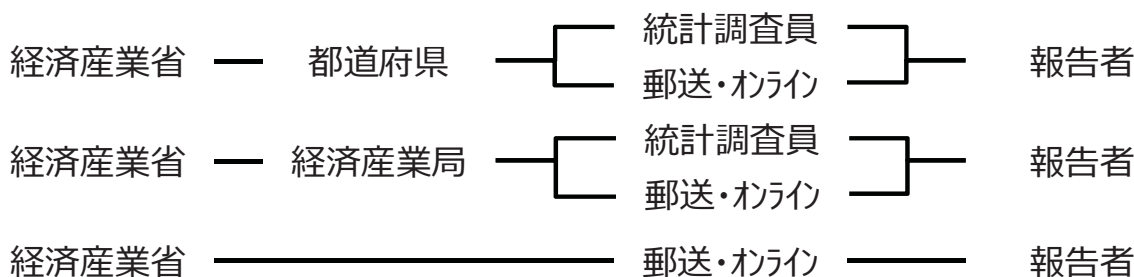 経済産業省 都道府県 統計調査員 報告者
郵送・オンライン
経済産業省 経済産業局 統計調査員 報告者
郵送・オンライン
経済産業省 郵送・オンライン 報告者